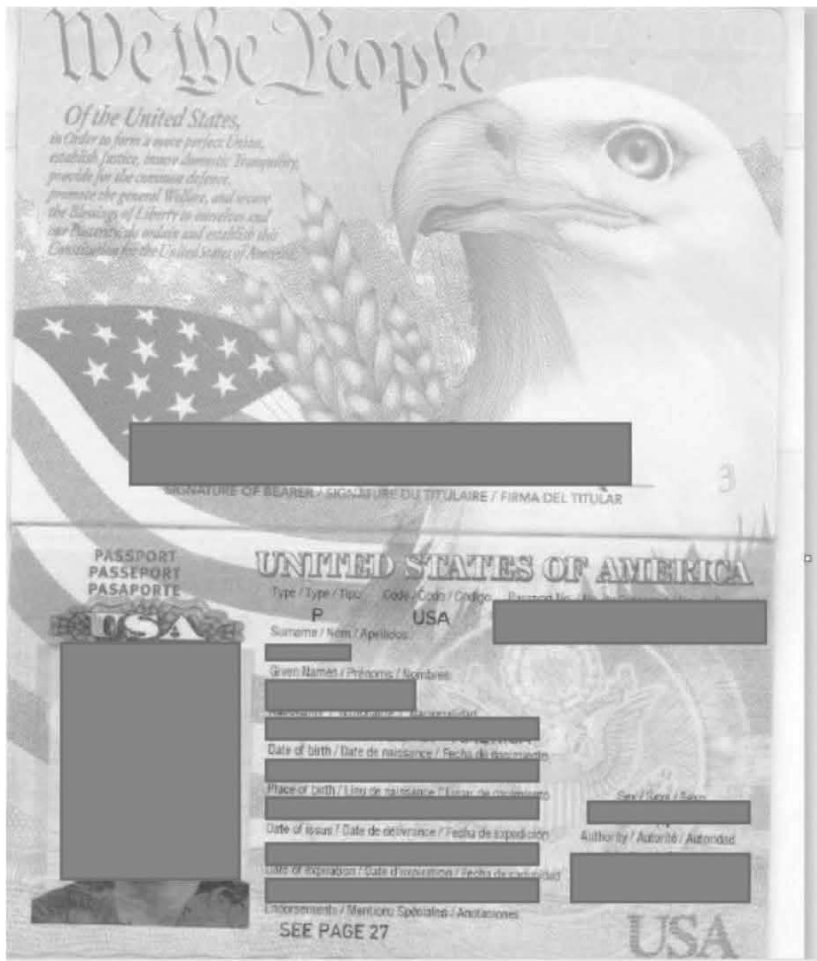 We the People
Of the United States,
in Order to form a more perfect Union,
establish Justice, insure domestic Tranquility,
provide for the common defence,
promote the general Welfare, and secure
the Blessings of Liberty to ourselves and
our Posterity, do ordain and establish this
Constitution for the United States of America.
SIGNATURE OF BEARER / SIGNATURE DU TITULAIRE / FIRMA DEL TITULAR
3
PASSPORT
PASSEPORT
PASAPORTE
USA
UNITED STATES OF AMERICA
Type / Type / Tipo Code / Code / Código Passport No.
P USA
Surname / Nom / Apellidos
Given Names / Prénoms / Nombres
Date of birth / Date de naissance / Fecha de nacimiento
Place of birth / Lieu de naissance / Lugar de nacimiento
Sex / Sexe / Sexo
Date of issue / Date de délivrance / Fecha de expedición
Authority / Autorité / Autoridad
Date of expiration / Date d'expiration / Fecha de caducidad
Endorsements / Mentions Spéciales / Anotaciones
SEE PAGE 27
USA